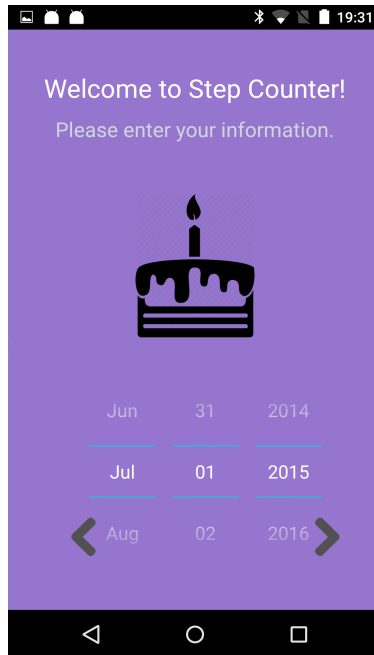 19:31
Welcome to Step Counter!
Please enter your information.
Jun 31 2014
Jul 01 2015
Aug 02 2016